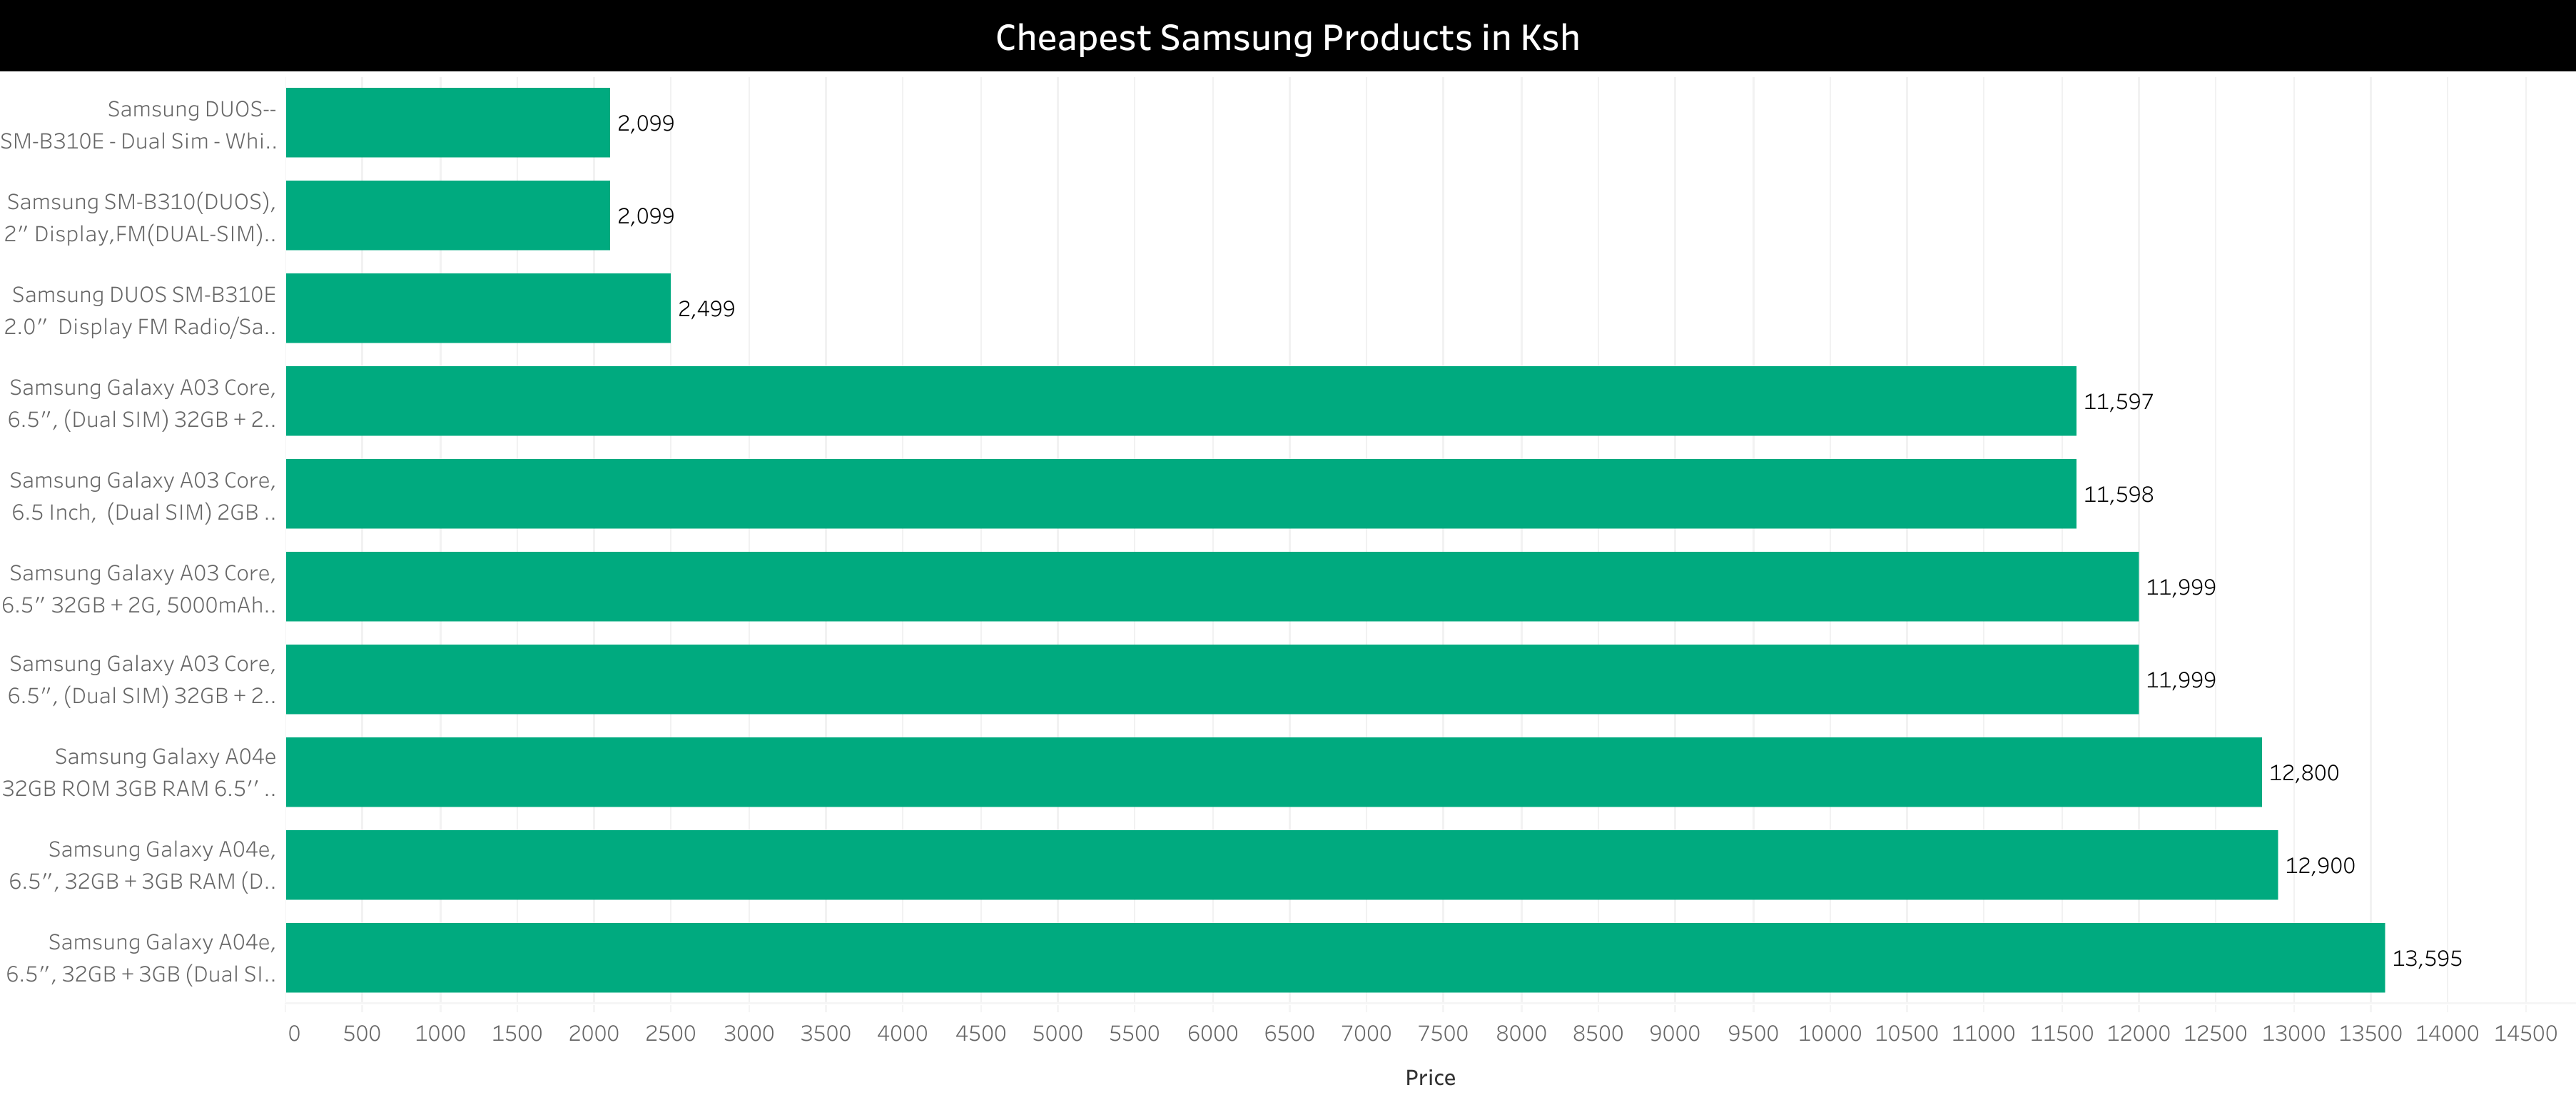 Cheapest Samsung Products in Ksh
Samsung DUOS--
SM-B310E - Dual Sim - Whi..
2,099
Samsung SM-B310(DUOS),
2” Display,FM(DUAL-SIM)..
2,099
Samsung DUOS SM-B310E
2.0”  Display FM Radio/Sa..
2,499
Samsung Galaxy A03 Core,
6.5”, (Dual SIM) 32GB + 2..
11,597
Samsung Galaxy A03 Core,
6.5 Inch,  (Dual SIM) 2GB ..
11,598
Samsung Galaxy A03 Core,
6.5” 32GB + 2G, 5000mAh..
11,999
Samsung Galaxy A03 Core,
6.5”, (Dual SIM) 32GB + 2..
11,999
Samsung Galaxy A04e
32GB ROM 3GB RAM 6.5’’ ..
12,800
Samsung Galaxy A04e,
6.5”, 32GB + 3GB RAM (D..
12,900
Samsung Galaxy A04e,
6.5”, 32GB + 3GB (Dual SI..
13,595
0 500 1000 1500 2000 2500 3000 3500 4000 4500 5000 5500 6000 6500 7000 7500 8000 8500 9000 9500 10000 10500 11000 11500 12000 12500 13000 13500 14000 14500
Price